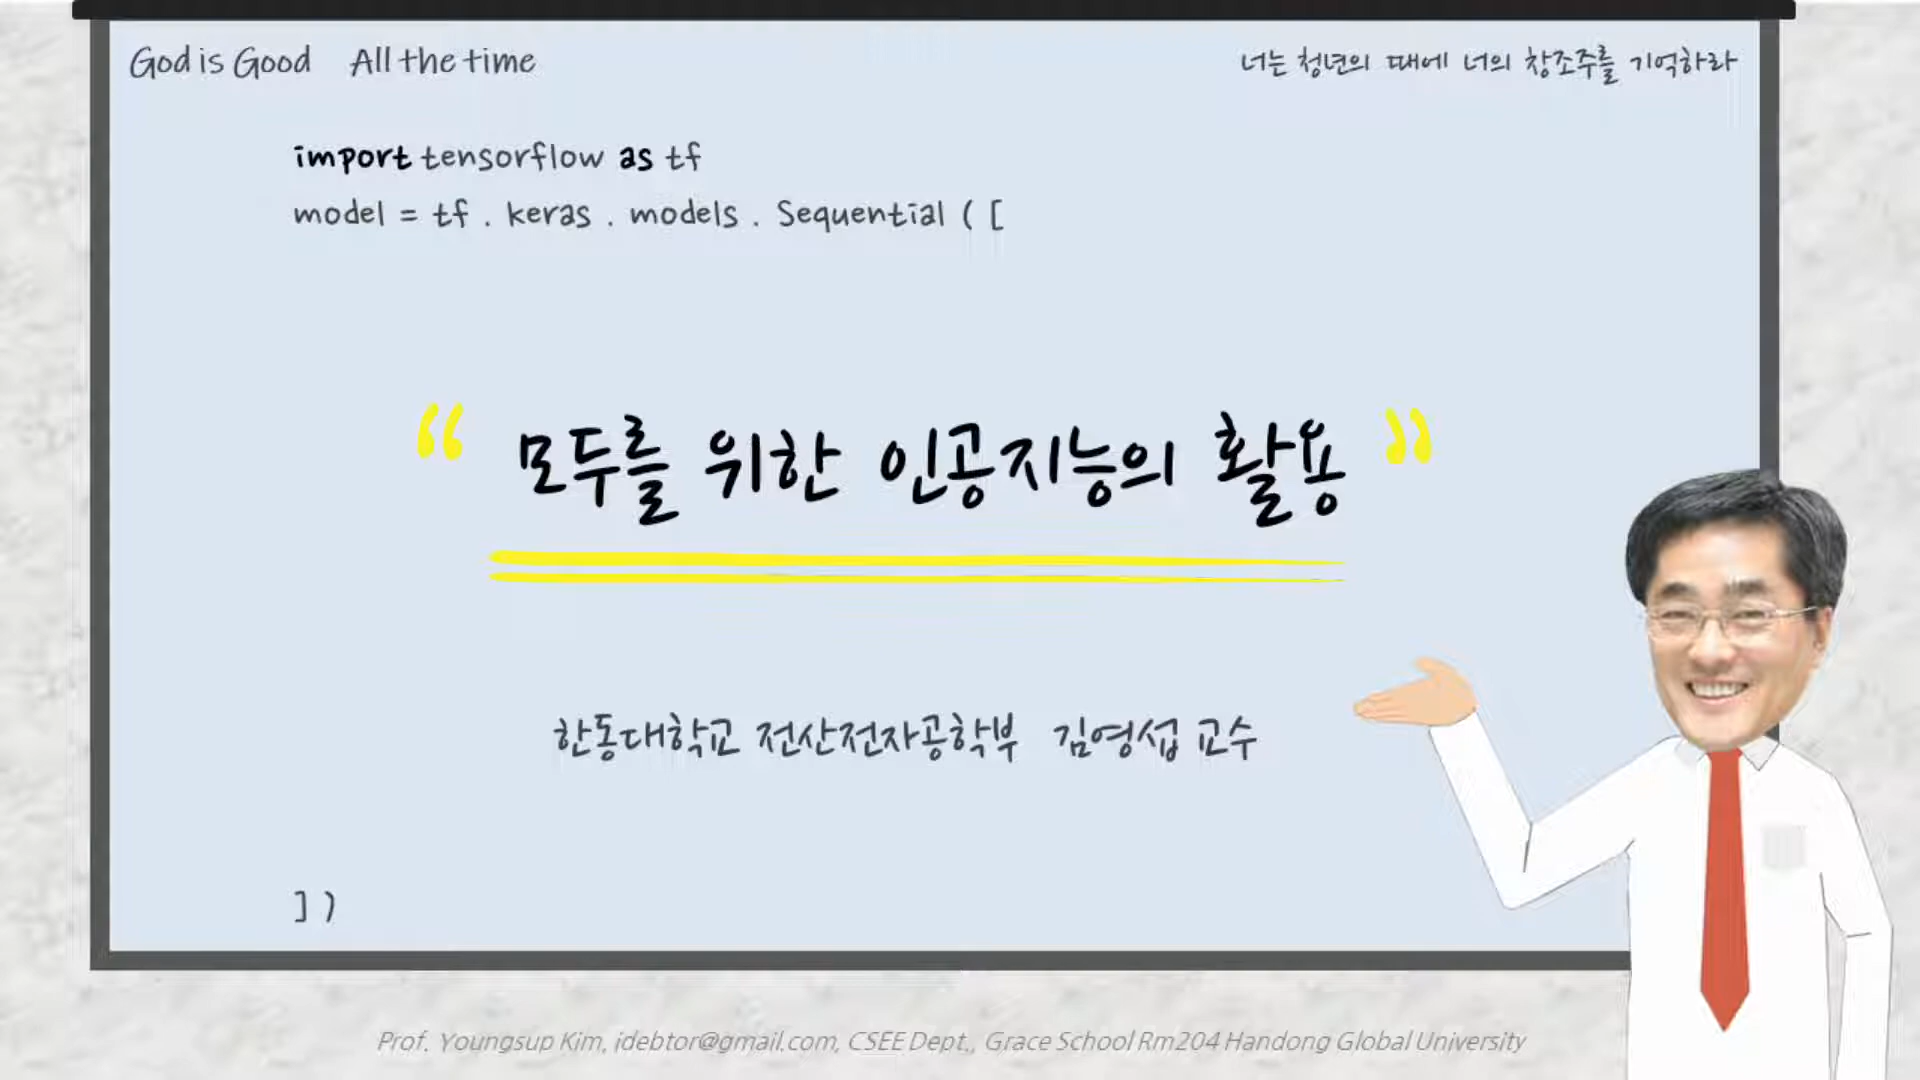 God is Good All the time
너는 청년의 때에 너의 창조주를 기억하라
import tensorflow as tf
model = tf . keras . models . Sequential ( [
“ 모두를 위한 인공지능의 활용 ”
한동대학교 전산전자공학부 김영섭 교수
] )
Prof. Youngsup Kim, idebtor@gmail.com, CSEE Dept., Grace School Rm204 Handong Global University